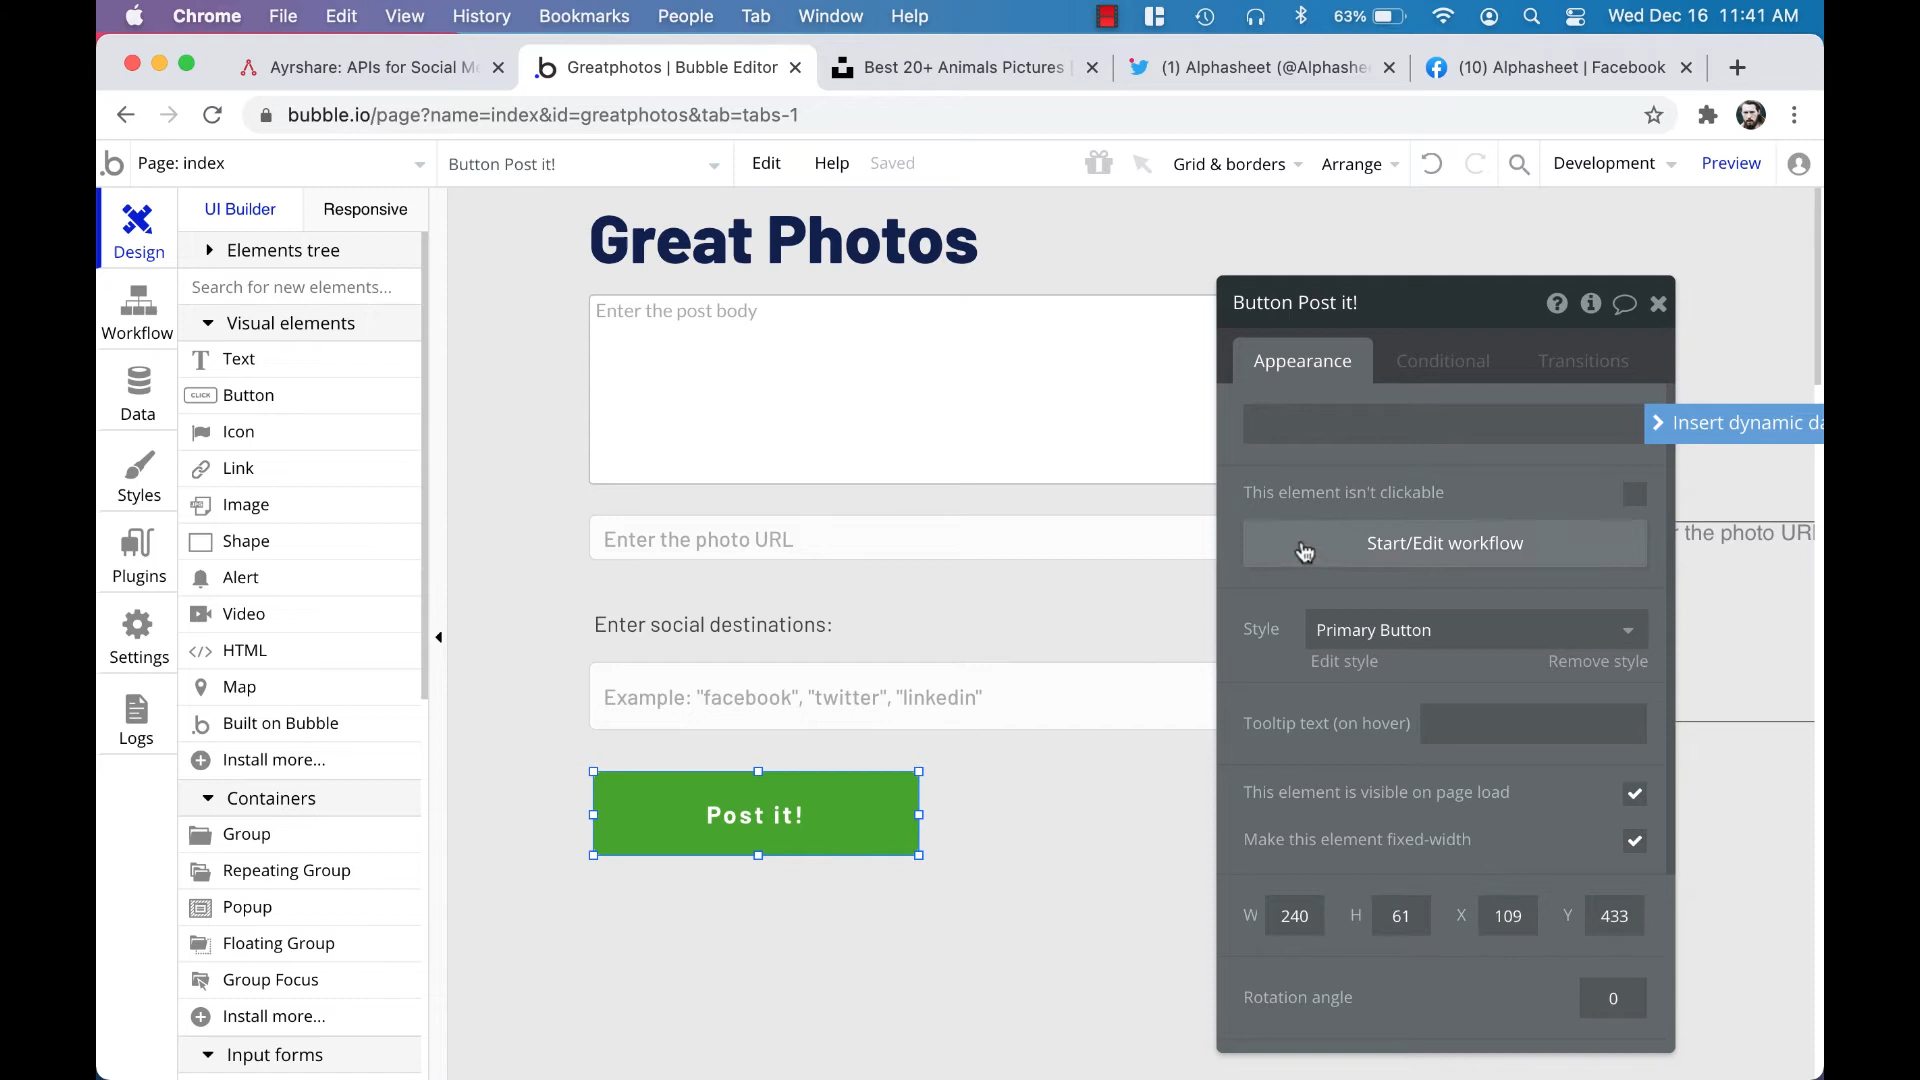 Chrome File Edit View History Bookmarks People Tab Window Help 63% Wed Dec 16 11:41 AM
Ayrshare: APIs for Social Me
Greatphotos | Bubble Editor
Best 20+ Animals Pictures |
(1) Alphasheet (@Alphashe
(10) Alphasheet | Facebook
bubble.io/page?name=index&id=greatphotos&tab=tabs-1
Page: index
Button Post it!
Edit Help Saved
Grid & borders Arrange
Development Preview
Design
Workflow
Data
Styles
Plugins
Settings
Logs
UI Builder Responsive
Elements tree
Search for new elements...
Visual elements
Text
CLICK Button
Icon
Link
Image
Shape
Alert
Video
HTML
Map
Built on Bubble
Install more...
Containers
Group
Repeating Group
Popup
Floating Group
Group Focus
Install more...
Input forms
Great Photos
Enter the post body
Enter the photo URL
Enter social destinations:
Example: "facebook", "twitter", "linkedin"
Post it!
the photo URL
Button Post it!
Appearance Conditional Transitions
Insert dynamic da
This element isn't clickable
Start/Edit workflow
Style Primary Button
Edit style Remove style
Tooltip text (on hover)
This element is visible on page load
Make this element fixed-width
W 240 H 61 X 109 Y 433
Rotation angle 0